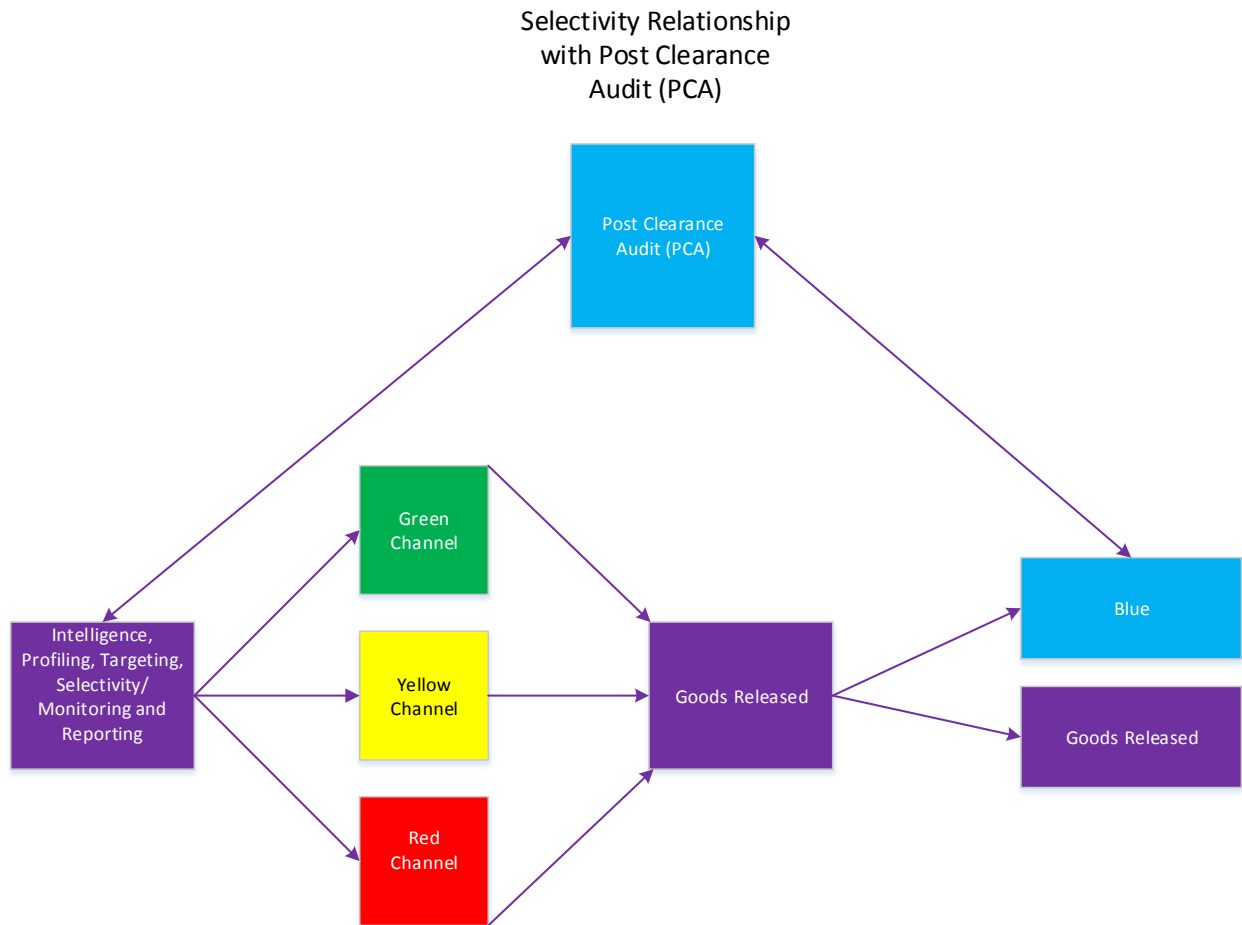 Selectivity Relationship
with Post Clearance
Audit (PCA)
Post Clearance
Audit (PCA)
Green
Channel
Intelligence,
Profiling, Targeting,
Selectivity/
Monitoring and
Reporting
Yellow
Channel
Goods Released
Blue
Goods Released
Red
Channel